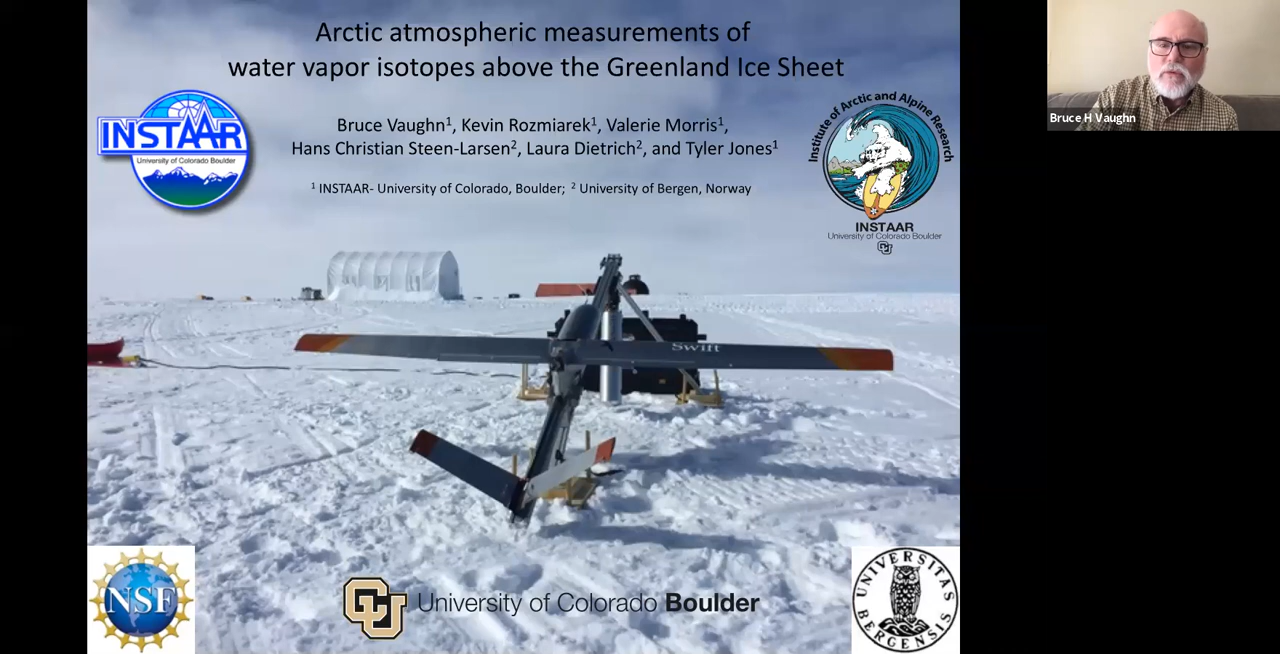 Arctic atmospheric measurements of
water vapor isotopes above the Greenland Ice Sheet
Bruce Vaughn¹, Kevin Rozmiarek¹, Valerie Morris¹,
Hans Christian Steen-Larsen², Laura Dietrich², and Tyler Jones¹
¹ INSTAAR- University of Colorado, Boulder; ² University of Bergen, Norway
INSTAAR
University of Colorado Boulder
Institute of Arctic and Alpine Research
INSTAAR
University of Colorado Boulder
CU
Bruce H Vaughn
Swift
NSF
CU
University of Colorado Boulder
UNIVERSITAS
BERGENSIS